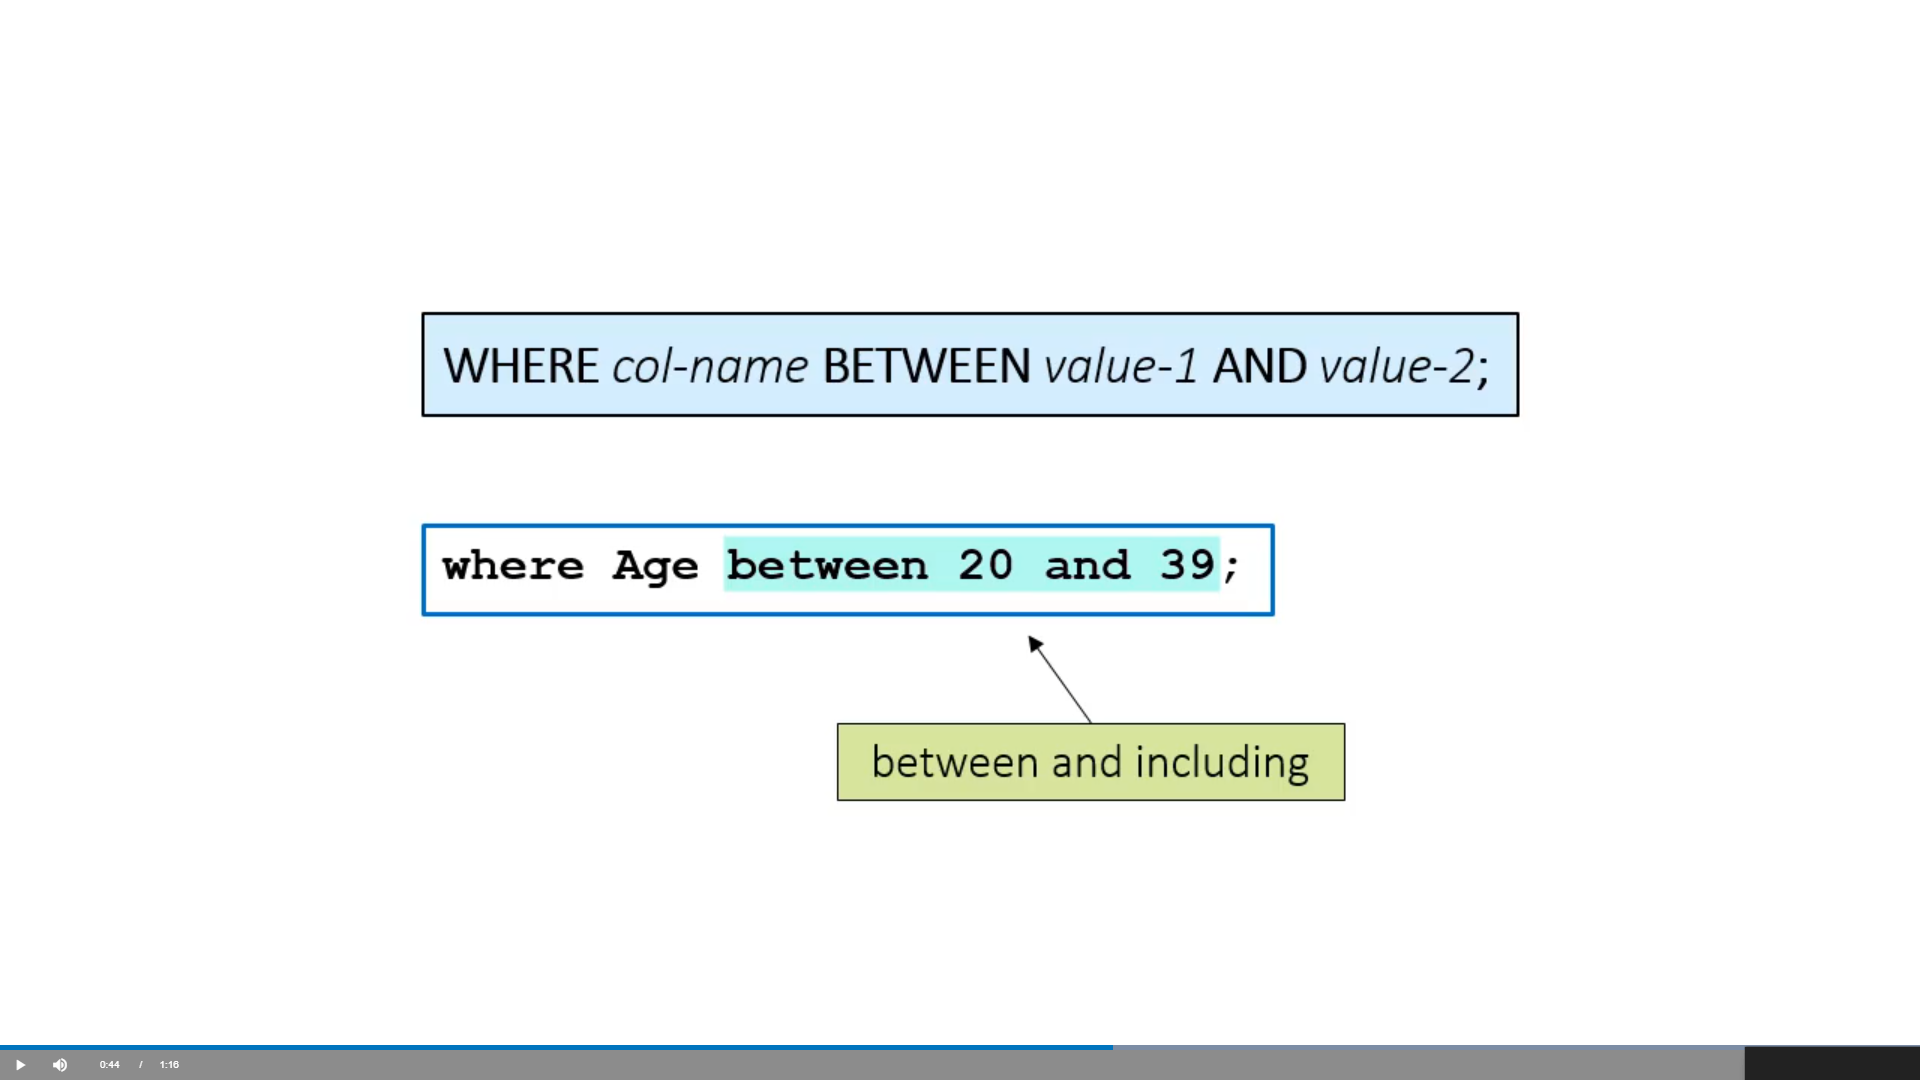 WHERE col-name BETWEEN value-1 AND value-2;
where Age between 20 and 39;
between and including
0:44 / 1:16